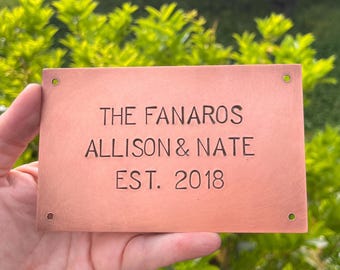 THE FANAROS
ALLISON & NATE
EST. 2018